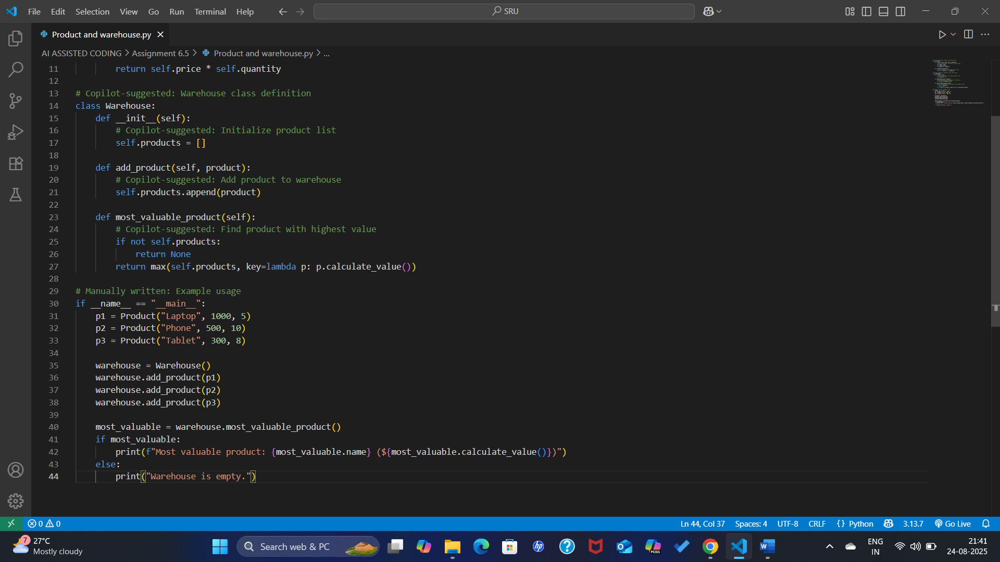 File Edit Selection View Go Run Terminal Help SRU
Product and warehouse.py
AI ASSISTED CODING > Assignment 6.5 > Product and warehouse.py > ...
11 return self.price * self.quantity
12
13 # Copilot-suggested: Warehouse class definition
14 class Warehouse:
15 def __init__(self):
16 # Copilot-suggested: Initialize product list
17 self.products = []
18
19 def add_product(self, product):
20 # Copilot-suggested: Add product to warehouse
21 self.products.append(product)
22
23 def most_valuable_product(self):
24 # Copilot-suggested: Find product with highest value
25 if not self.products:
26 return None
27 return max(self.products, key=lambda p: p.calculate_value())
28
29 # Manually written: Example usage
30 if __name__ == "__main__":
31 p1 = Product("Laptop", 1000, 5)
32 p2 = Product("Phone", 500, 10)
33 p3 = Product("Tablet", 300, 8)
34
35 warehouse = Warehouse()
36 warehouse.add_product(p1)
37 warehouse.add_product(p2)
38 warehouse.add_product(p3)
39
40 most_valuable = warehouse.most_valuable_product()
41 if most_valuable:
42 print(f"Most valuable product: {most_valuable.name} (${most_valuable.calculate_value()})")
43 else:
44 print("Warehouse is empty.")
0 0 Ln 44, Col 37 Spaces: 4 UTF-8 CRLF {} Python 3.13.7 Go Live
7 27°C
Mostly cloudy
Search web & PC
hp
M365
ENG
IN
21:41
24-08-2025